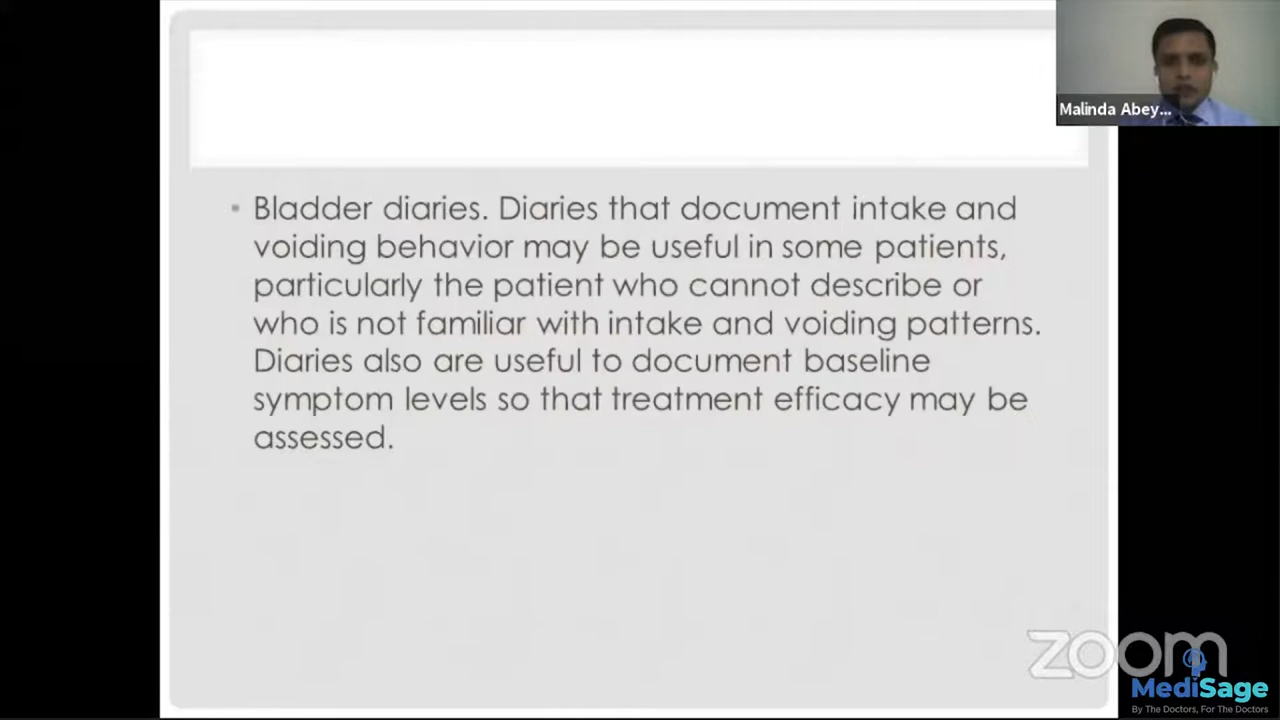 Malinda Abey...
Bladder diaries. Diaries that document intake and
voiding behavior may be useful in some patients,
particularly the patient who cannot describe or
who is not familiar with intake and voiding patterns.
Diaries also are useful to document baseline
symptom levels so that treatment efficacy may be
assessed.
zoom
MediSage
By The Doctors, For The Doctors